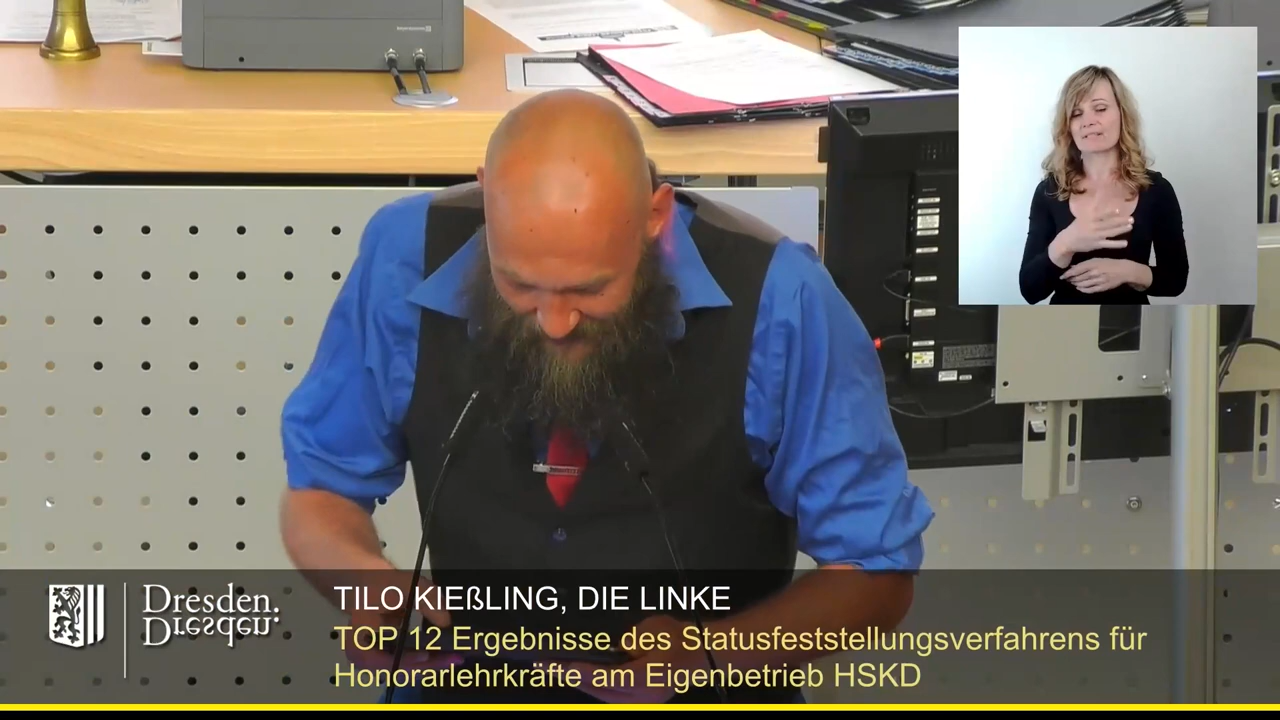 TILO KIEßLING, DIE LINKE
Dresden.
Dresden.
TOP 12 Ergebnisse des Statusfeststellungsverfahrens für
Honorarlehrkräfte am Eigenbetrieb HSKD